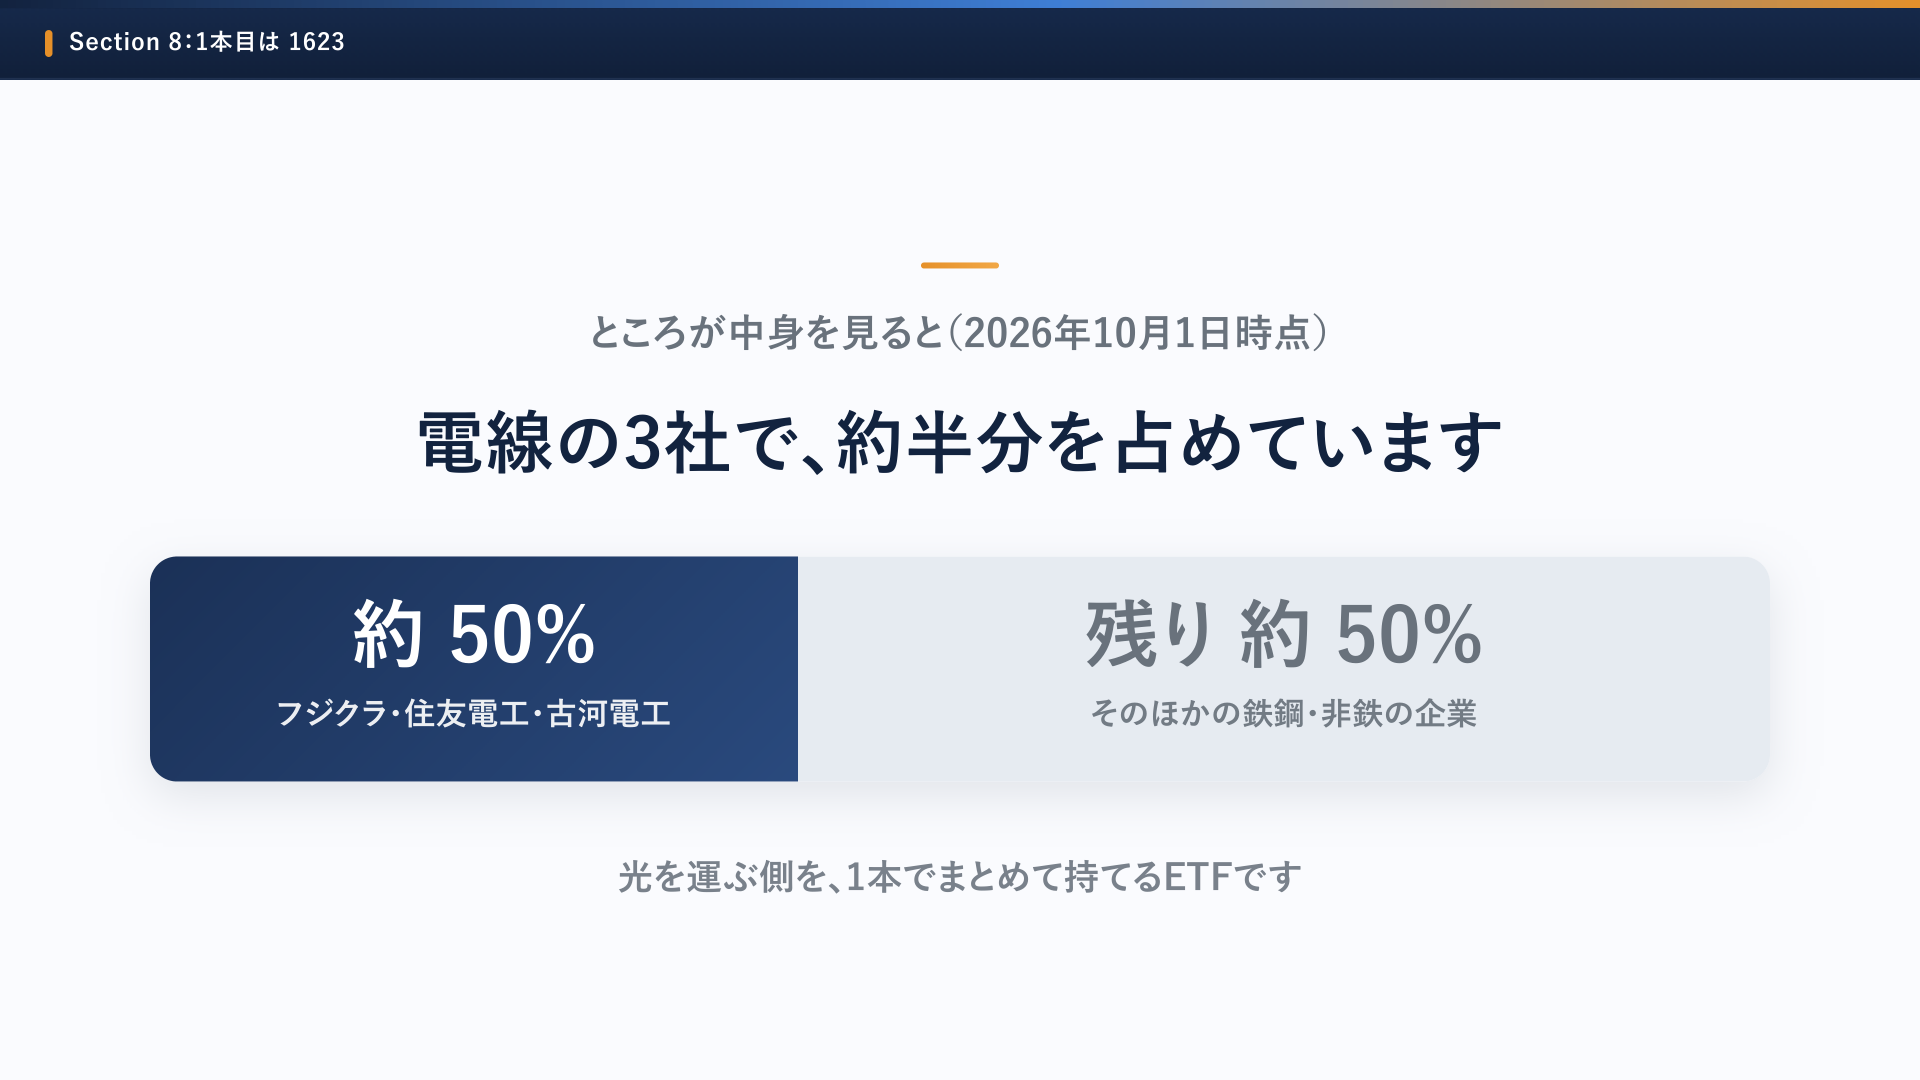 Section 8：1本目は 1623
ところが中身を見ると（2026年10月1日時点）
電線の3社で、約半分を占めています
約 50%
フジクラ・住友電工・古河電工
残り 約 50%
そのほかの鉄鋼・非鉄の企業
光を運ぶ側を、1本でまとめて持てるETFです